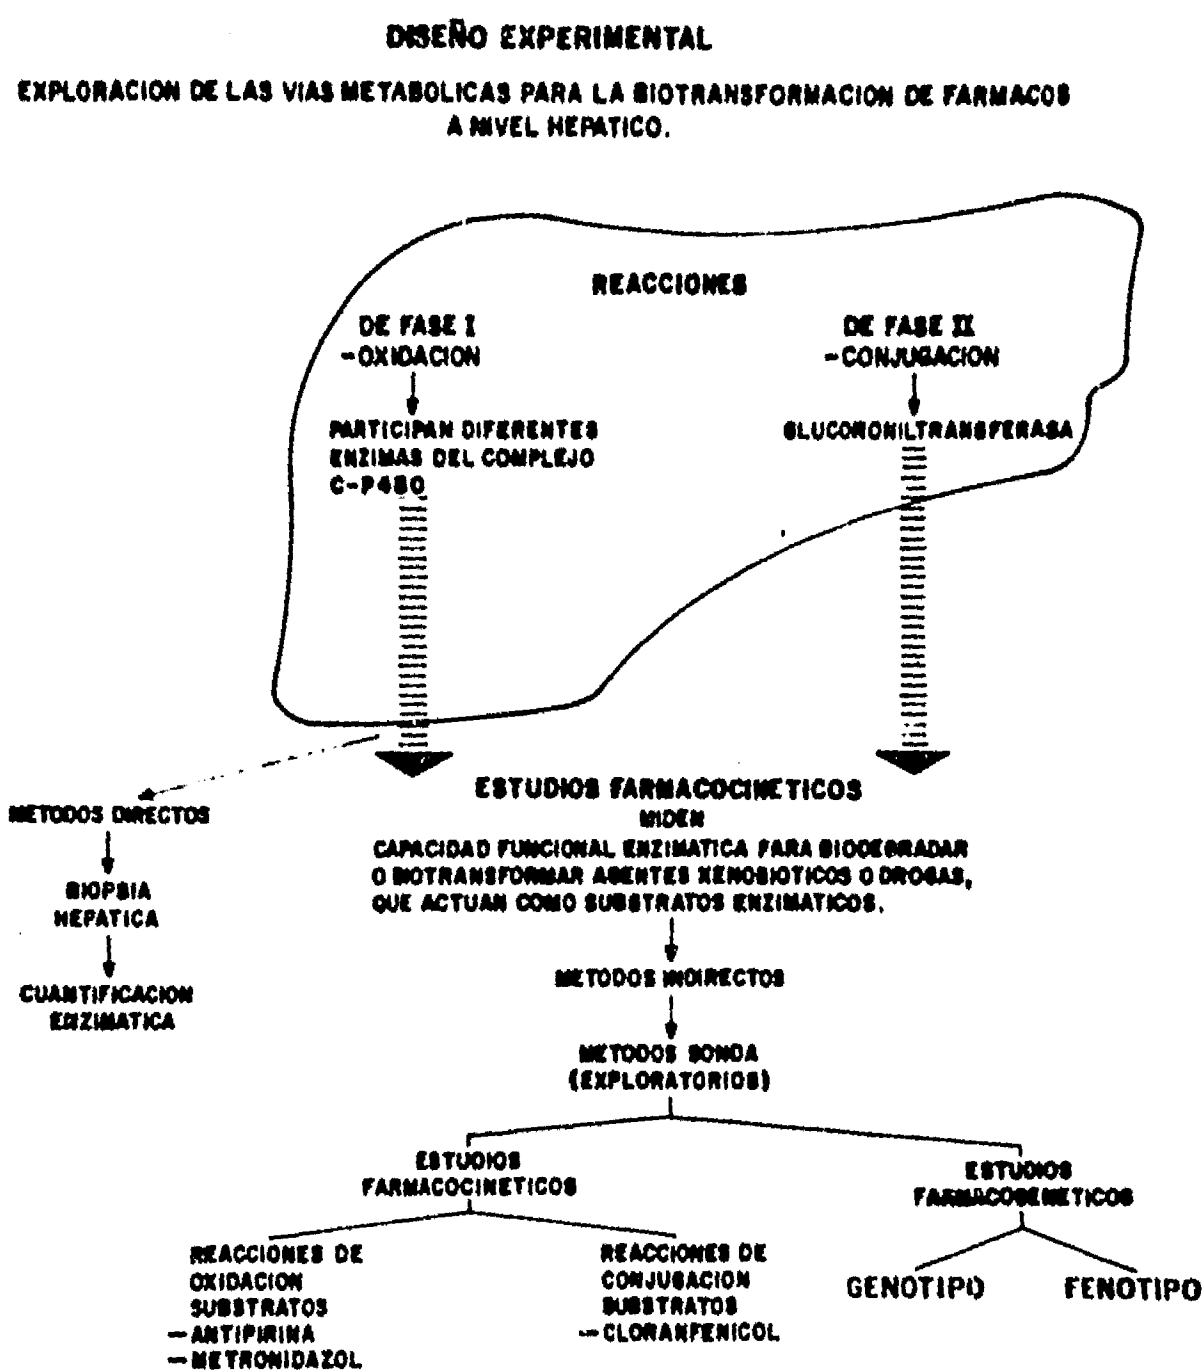 DISEÑO EXPERIMENTAL
EXPLORACION DE LAS VIAS METABOLICAS PARA LA BIOTRANSFORMACION DE FARMACOS
A NIVEL HEPATICO.
REACCIONES
DE FASE I
-OXIDACION
PARTICIPAN DIFERENTES
ENZIMAS DEL COMPLEJO
C-P450
DE FASE II
-CONJUGACION
GLUCORONILTRANSFERASA
METODOS DIRECTOS
BIOPSIA
HEPATICA
CUANTIFICACION
ENZIMATICA
ESTUDIOS FARMACOCINETICOS
MIDEN
CAPACIDAD FUNCIONAL ENZIMATICA PARA BIODEGRADAR
O BIOTRANSFORMAR AGENTES XENOBIOTICOS O DROGAS,
QUE ACTUAN COMO SUBSTRATOS ENZIMATICOS.
METODOS INDIRECTOS
METODOS SONDA
(EXPLORATORIOS)
ESTUDIOS
FARMACOCINETICOS
REACCIONES DE
OXIDACION
SUBSTRATOS
-ANTIPIRINA
-METRONIDAZOL
REACCIONES DE
CONJUGACION
SUBSTRATOS
-CLORANFENICOL
ESTUDIOS
FARMACOGENETICOS
GENOTIPO
FENOTIPO